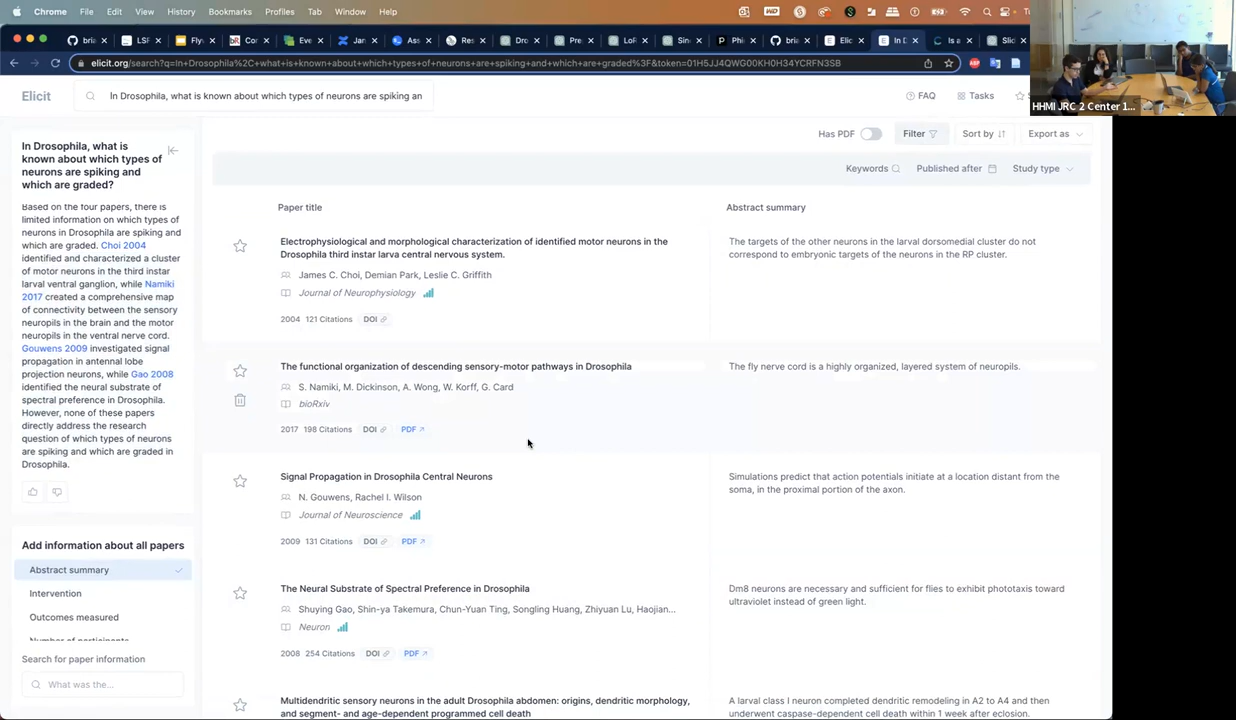 Chrome File Edit View History Bookmarks Profiles Tab Window Help
bria LSF Flyv Con Eve Jan Ass Res Dro Pre LoF Sinc Phi bria Elic In D Is a Slid
elicit.org/search?q=In+Drosophila%2C+what+is+known+about+which+types+of+neurons+are+spiking+and+which+are+graded%3F&token=01H5JJ4QWG00KH0H34YCRFN3SB
HHMI JRC 2 Center 1...
Elicit
In Drosophila, what is known about which types of neurons are spiking an
FAQ
Tasks
Has PDF
Filter
Sort by
Export as
Keywords
Published after
Study type
In Drosophila, what is
known about which types of
neurons are spiking and
which are graded?
Based on the four papers, there is
limited information on which types of
neurons in Drosophila are spiking and
which are graded. Choi 2004
identified and characterized a cluster
of motor neurons in the third instar
larval ventral ganglion, while Namiki
2017 created a comprehensive map
of connectivity between the sensory
neuropils in the brain and the motor
neuropils in the ventral nerve cord.
Gouwens 2009 investigated signal
propagation in antennal lobe
projection neurons, while Gao 2008
identified the neural substrate of
spectral preference in Drosophila.
However, none of these papers
directly address the research
question of which types of neurons
are spiking and which are graded in
Drosophila.
Add information about all papers
Abstract summary
Intervention
Outcomes measured
Number of participants
Search for paper information
What was the...
Paper title
Abstract summary
Electrophysiological and morphological characterization of identified motor neurons in the
Drosophila third instar larva central nervous system.
James C. Choi, Demian Park, Leslie C. Griffith
Journal of Neurophysiology
2004 121 Citations DOI
The targets of the other neurons in the larval dorsomedial cluster do not
correspond to embryonic targets of the neurons in the RP cluster.
The functional organization of descending sensory-motor pathways in Drosophila
S. Namiki, M. Dickinson, A. Wong, W. Korff, G. Card
bioRxiv
2017 198 Citations DOI PDF
The fly nerve cord is a highly organized, layered system of neuropils.
Signal Propagation in Drosophila Central Neurons
N. Gouwens, Rachel I. Wilson
Journal of Neuroscience
2009 131 Citations DOI PDF
Simulations predict that action potentials initiate at a location distant from the
soma, in the proximal portion of the axon.
The Neural Substrate of Spectral Preference in Drosophila
Shuying Gao, Shin-ya Takemura, Chun-Yuan Ting, Songling Huang, Zhiyuan Lu, Haojian...
Neuron
2008 254 Citations DOI PDF
Dm8 neurons are necessary and sufficient for flies to exhibit phototaxis toward
ultraviolet instead of green light.
Multidendritic sensory neurons in the adult Drosophila abdomen: origins, dendritic morphology,
and segment- and age-dependent programmed cell death
A larval class I neuron completed dendritic remodeling in A2 to A4 and then
underwent caspase-dependent cell death within 1 week after eclosion.